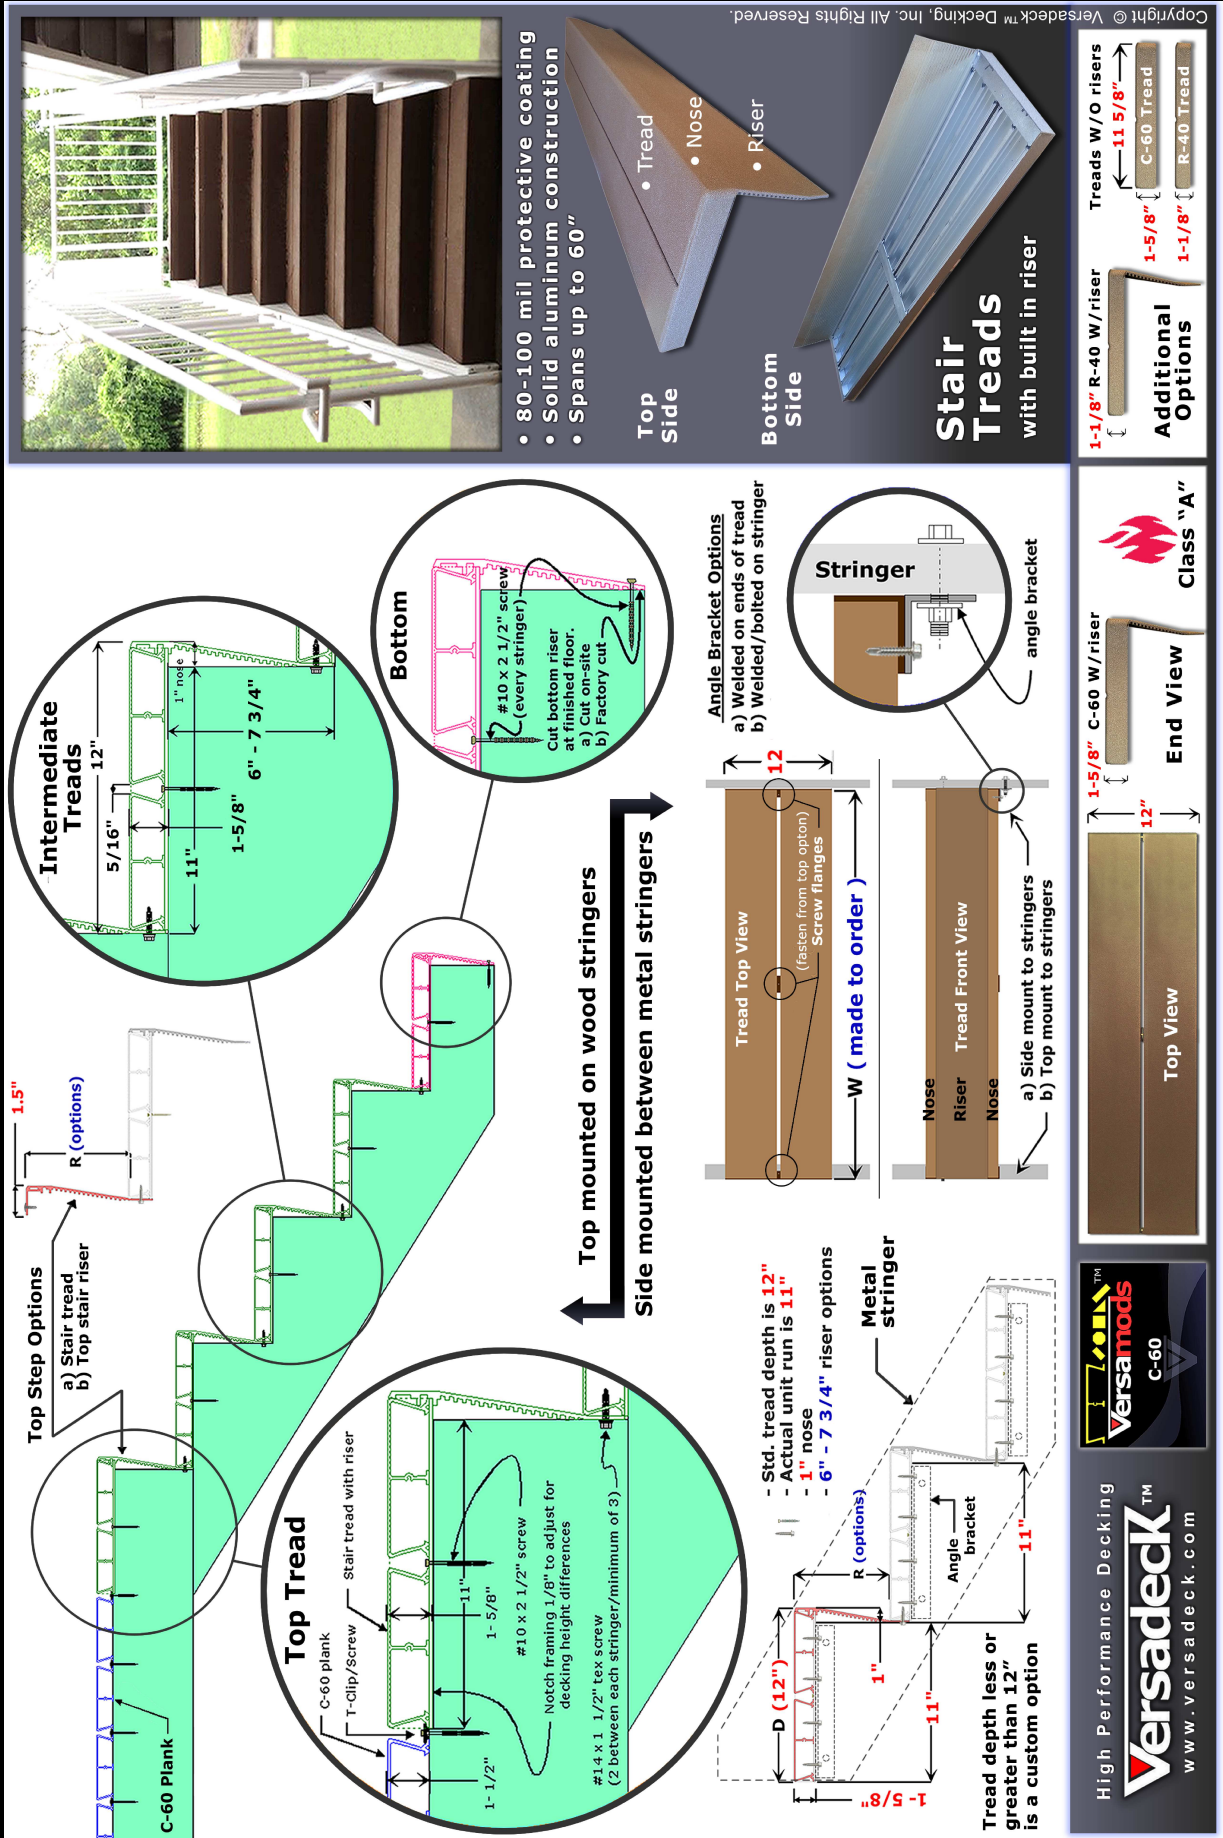 Top Step Options
a) Stair tread
b) Top stair riser
1.5"
R (options)
Intermediate
Treads
12"
5/16"
1" nose
11"
6" - 7 3/4"
1-5/8"
C-60 Plank
Top Tread
C-60 plank
T-Clip/Screw
Stair tread with riser
1- 1/2"
11"
1- 5/8"
#10 x 2 1/2" screw
Notch framing 1/8" to adjust for
decking height differences
#14 x 1 1/2" tex screw
(2 between each stringer/minimum of 3)
Bottom
#10 x 2 1/2" screw
(every stringer)
Cut bottom riser
at finished floor.
a) Cut on-site
b) Factory cut
Top mounted on wood stringers
Side mounted between metal stringers
- Std. tread depth is 12"
- Actual unit run is 11"
- 1" nose
- 6" - 7 3/4" riser options
Metal
stringer
D (12")
R (options)
1"
11"
11"
1- 5/8"
Angle
bracket
Tread depth less or
greater than 12"
is a custom option
Tread Top View
12
(fasten from top opton)
Screw flanges
W ( made to order )
Tread Front View
Nose
Riser
Nose
a) Side mount to stringers
b) Top mount to stringers
Angle Bracket Options
a) Welded on ends of tread
b) Welded/bolted on stringer
Stringer
angle bracket
• 80-100 mil protective coating
• Solid aluminum construction
• Spans up to 60"
Top
Side
• Tread
• Nose
• Riser
Bottom
Side
Stair
Treads
with built in riser
Copyright © Versadeck™ Decking, Inc. All Rights Reserved.
High Performance Decking
VersadecK™
www.versadeck.com
Versamods™
C-60
Top View
12"
1-5/8" C-60 W/riser
End View
Class "A"
1-1/8" R-40 W/riser
Additional
Options
Treads W/O risers
11 5/8"
1-5/8"
C-60 Tread
1-1/8"
R-40 Tread